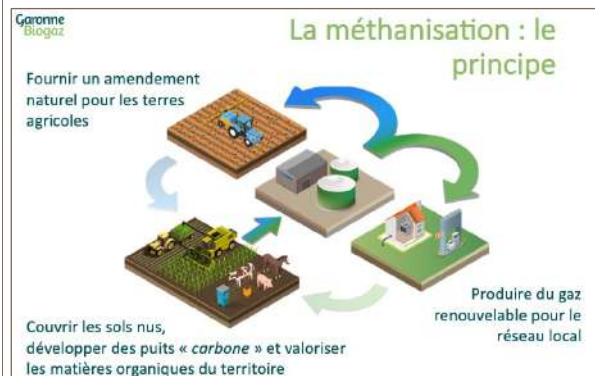 Garonne
Biogaz
La méthanisation : le
principe
Fournir un amendement
naturel pour les terres
agricoles
Produire du gaz
renouvelable pour le
réseau local
Couvrir les sols nus,
développer des puits « carbone » et valoriser
les matières organiques du territoire